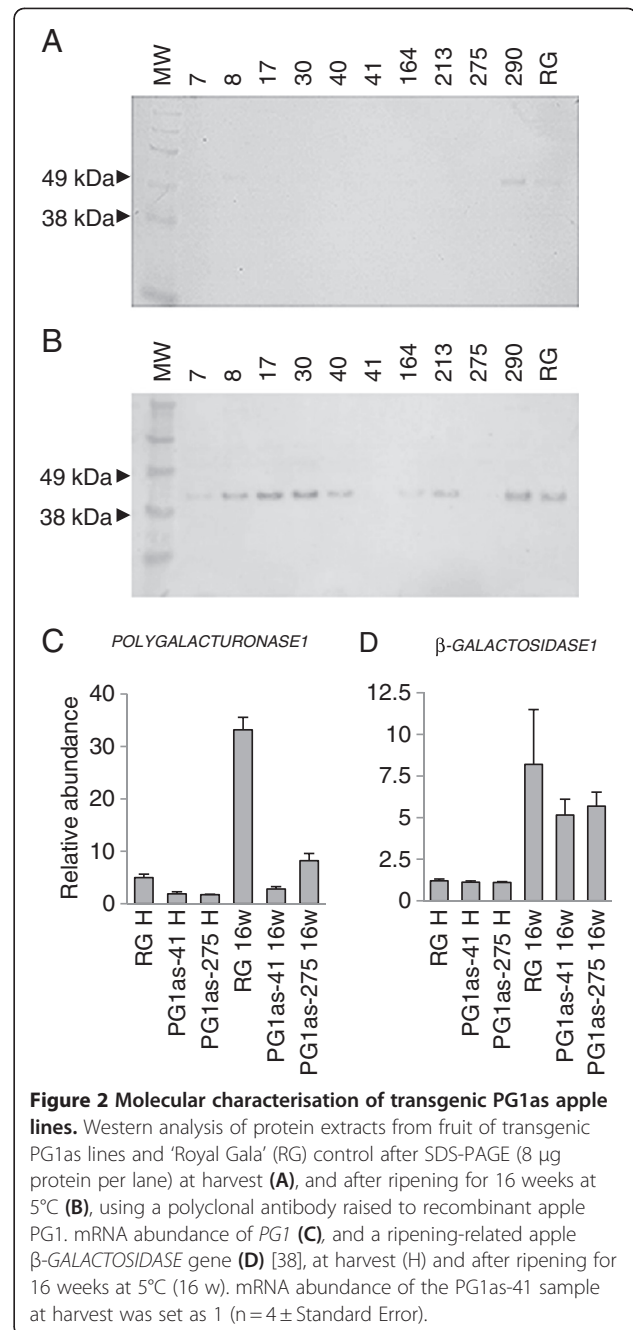 A
MW 7 8 17 30 40 41 164 213 275 290 RG
49 kDa
38 kDa
B
MW 7 8 17 30 40 41 164 213 275 290 RG
49 kDa
38 kDa
C POLYGALACTURONASE1
Relative abundance
40
30
20
10
0
RG H
PG1as-41 H
PG1as-275 H
RG 16w
PG1as-41 16w
PG1as-275 16w
D β-GALACTOSIDASE1
12.5
10
7.5
5
2.5
0
RG H
PG1as-41 H
PG1as-275 H
RG 16w
PG1as-41 16w
PG1as-275 16w
Figure 2 Molecular characterisation of transgenic PG1as apple
lines. Western analysis of protein extracts from fruit of transgenic
PG1as lines and ‘Royal Gala’ (RG) control after SDS-PAGE (8 μg
protein per lane) at harvest (A), and after ripening for 16 weeks at
5°C (B), using a polyclonal antibody raised to recombinant apple
PG1. mRNA abundance of PG1 (C), and a ripening-related apple
β-GALACTOSIDASE gene (D) [38], at harvest (H) and after ripening for
16 weeks at 5°C (16 w). mRNA abundance of the PG1as-41 sample
at harvest was set as 1 (n = 4 ± Standard Error).